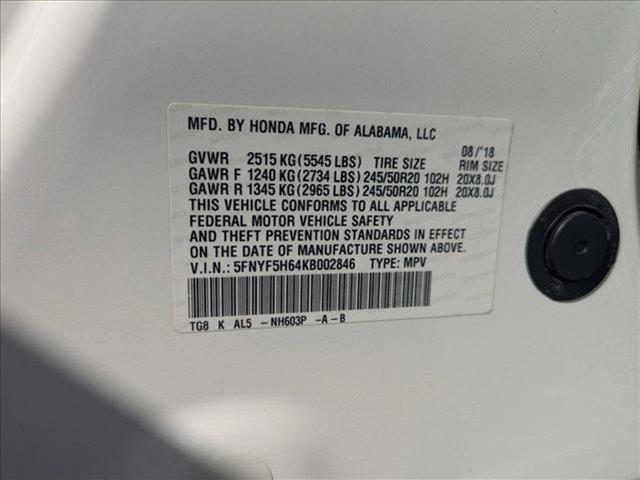 MFD. BY HONDA MFG. OF ALABAMA, LLC
08/'18
GVWR 2515 KG(5545 LBS) TIRE SIZE RIM SIZE
GAWR F 1240 KG(2734 LBS)245/50R20 102H 20X8.0J
GAWR R 1345 KG(2965 LBS)245/50R20 102H 20X8.0J
THIS VEHICLE CONFORMS TO ALL APPLICABLE
FEDERAL MOTOR VEHICLE SAFETY
AND THEFT PREVENTION STANDARDS IN EFFECT
ON THE DATE OF MANUFACTURE SHOWN ABOVE.
V.I.N.: 5FNYF5H64KB002846 TYPE: MPV
TG8 K AL5 -NH603P -A-B